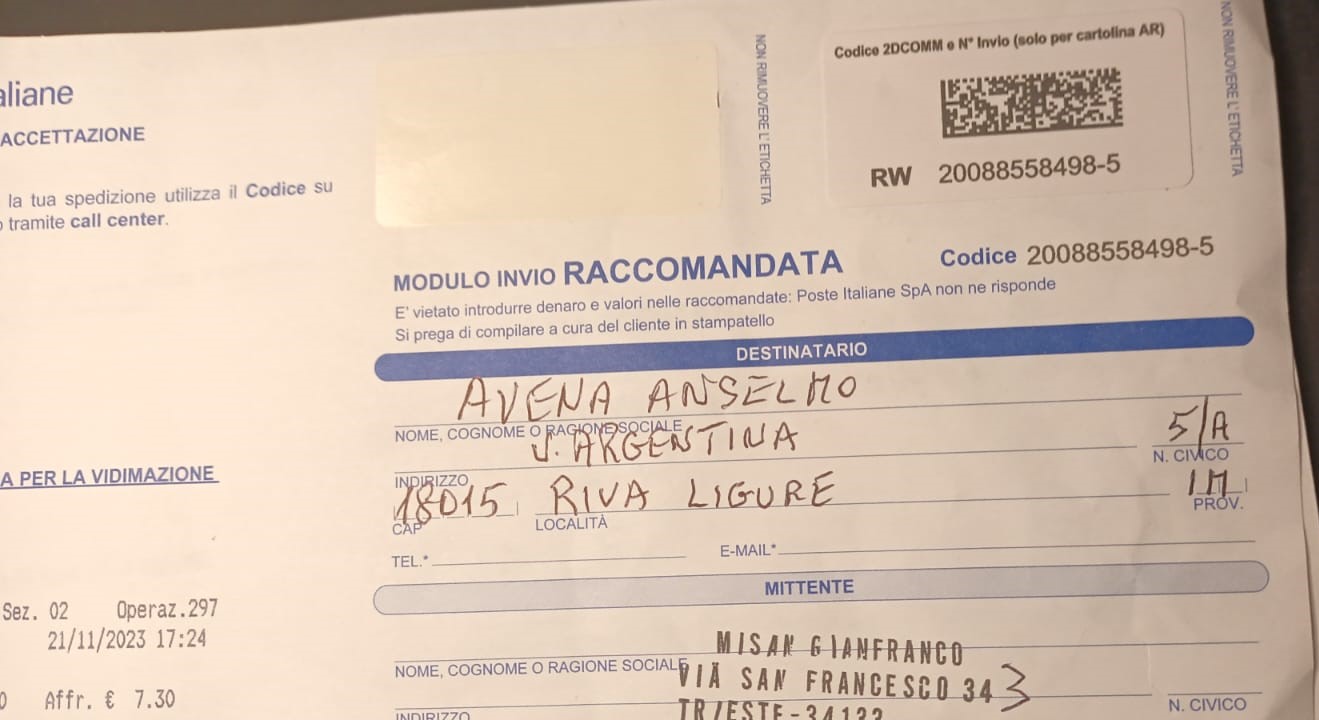 aliane
ACCETTAZIONE
la tua spedizione utilizza il Codice su
tramite call center.
A PER LA VIDIMAZIONE
Sez. 02 Operaz.297
21/11/2023 17:24
Affr. € 7.30
NON RIMUOVERE L' ETICHETTA
Codice 2DCOMM e N° Invio (solo per cartolina AR)
RW 20088558498-5
NON RIMUOVERE L' ETICHETTA
MODULO INVIO RACCOMANDATA Codice 20088558498-5
E' vietato introdurre denaro e valori nelle raccomandate: Poste Italiane SpA non ne risponde
Si prega di compilare a cura del cliente in stampatello
DESTINATARIO
AVENA ANSELMO
NOME, COGNOME O RAGIONE SOCIALE
V. ARGENTINA 5/A
INDIRIZZO N. CIVICO
18015 RIVA LIGURE IM
CAP LOCALITÀ PROV.
TEL.* E-MAIL*
MITTENTE
MISAN GIANFRANCO
NOME, COGNOME O RAGIONE SOCIALE
VIA SAN FRANCESCO 34 3
INDIRIZZO N. CIVICO
TRIESTE-34133